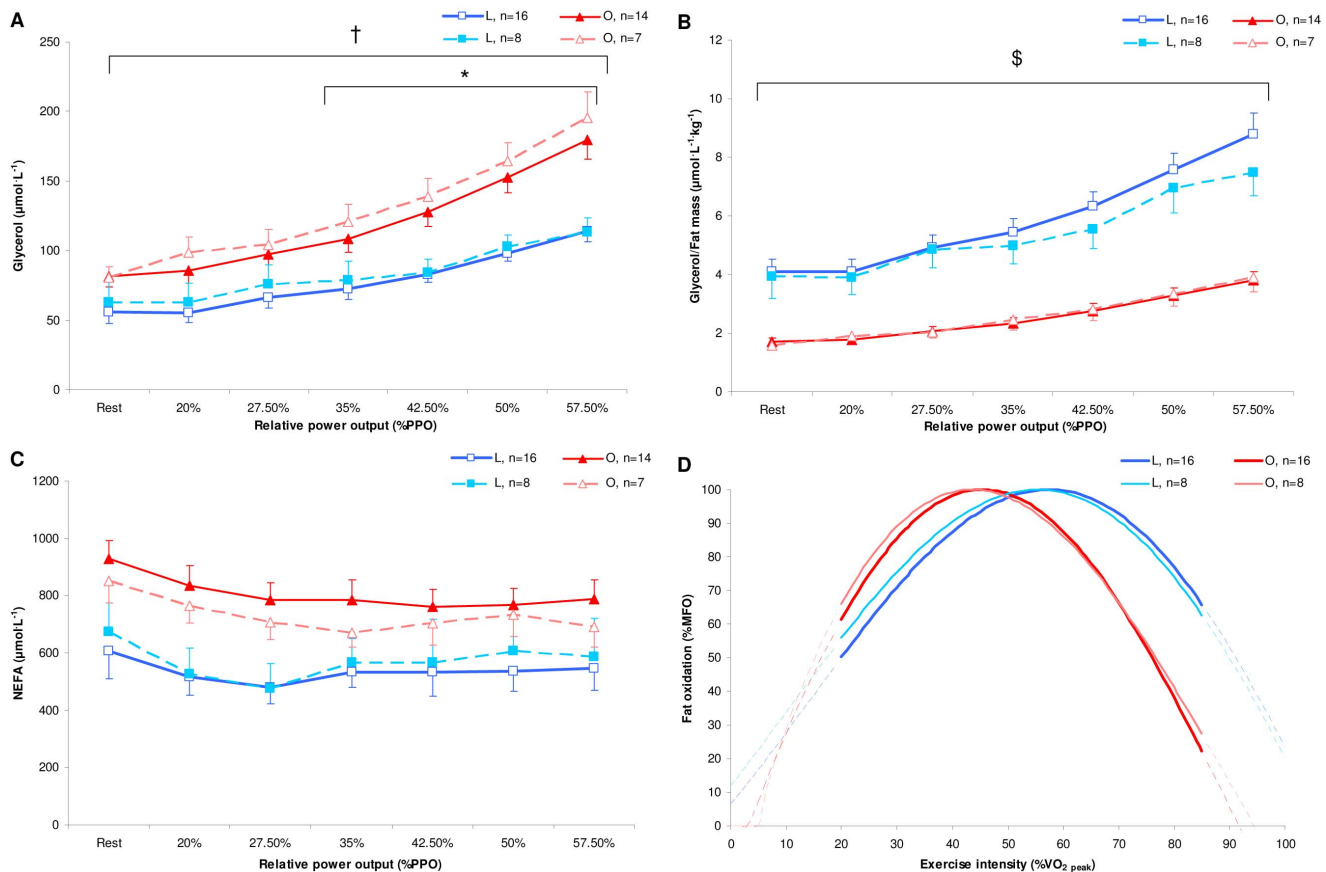 A
L, n=16
O, n=14
L, n=8
O, n=7
†
*
250
200
150
100
50
0
Glycerol (µmol·L⁻¹)
Rest 20% 27.50% 35% 42.50% 50% 57.50%
Relative power output (%PPO)
B
L, n=16
O, n=14
L, n=8
O, n=7
$
12
10
8
6
4
2
0
Glycerol//Fat mass (µmol·L⁻¹·kg⁻¹)
Rest 20% 27.50% 35% 42.50% 50% 57.50%
Relative power output (%PPO)
C
L, n=16
O, n=14
L, n=8
O, n=7
1200
1000
800
600
400
200
0
NEFA (µmol·L⁻¹)
Rest 20% 27.50% 35% 42.50% 50% 57.50%
Relative power output (%PPO)
D
L, n=16
O, n=16
L, n=8
O, n=8
100
90
80
70
60
50
40
30
20
10
0
Fat oxidation (%MFO)
0 10 20 30 40 50 60 70 80 90 100
Exercise intensity (%VO₂ peak)